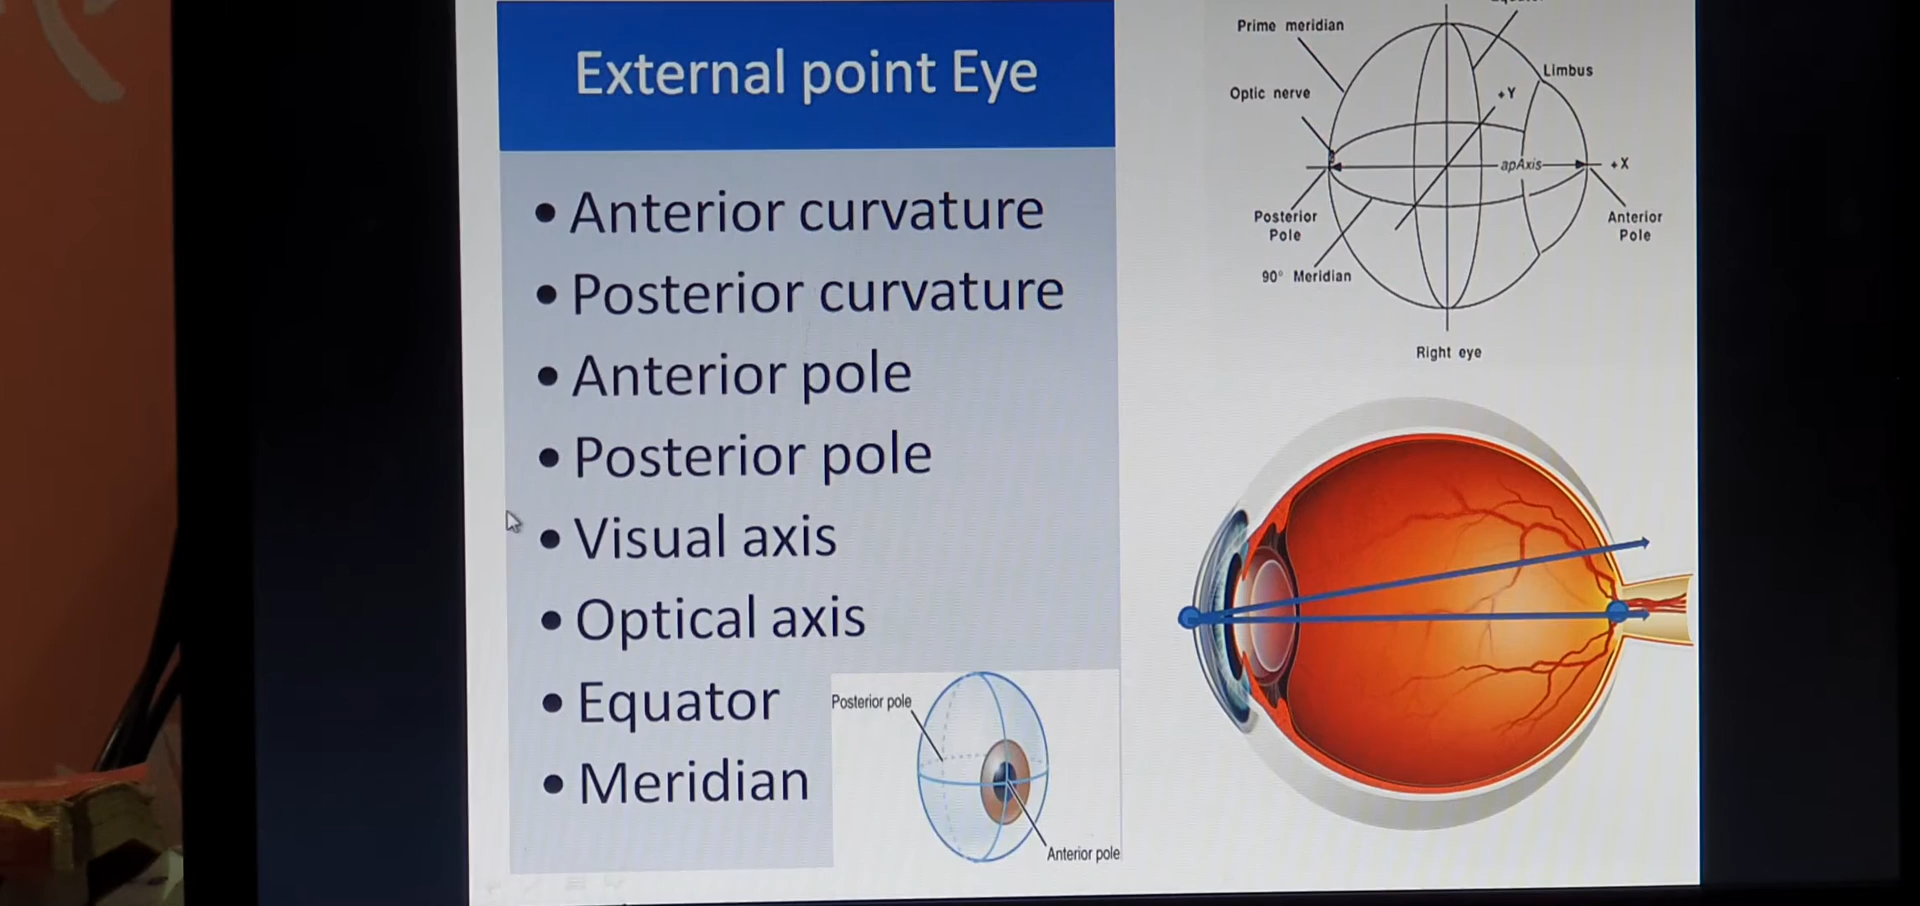 External point Eye
• Anterior curvature
• Posterior curvature
• Anterior pole
• Posterior pole
• Visual axis
• Optical axis
• Equator
• Meridian
Posterior pole
Anterior pole
Prime meridian
Limbus
Optic nerve
+Y
apAxis
+X
Posterior
Pole
Anterior
Pole
90° Meridian
Right eye